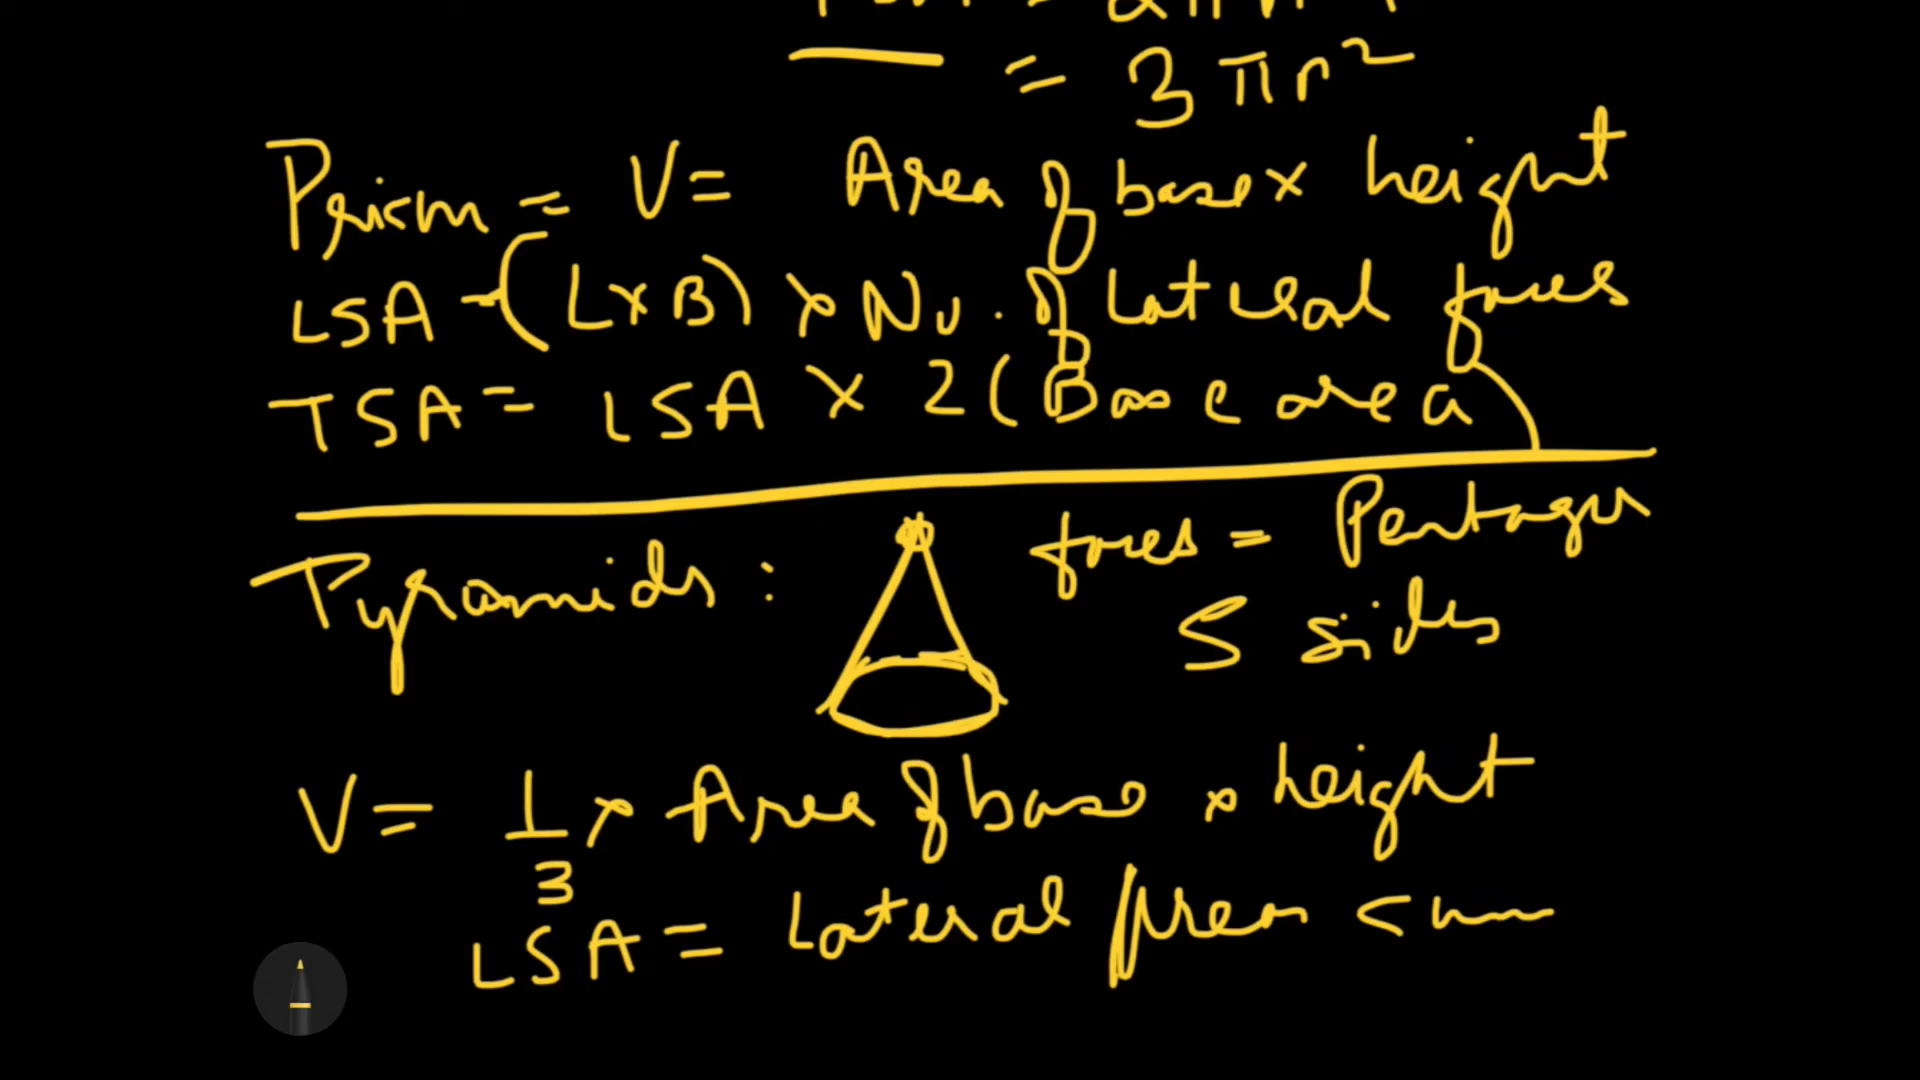 = 3πr²
Prism = V = Area of base × height
LSA = (L×B) × No. of Lateral faces
TSA = LSA × 2(Base area)
Pyramids : faces = Pentagon
5 sides
V = 1/3 × Area of base × height
LSA = Lateral Area sum